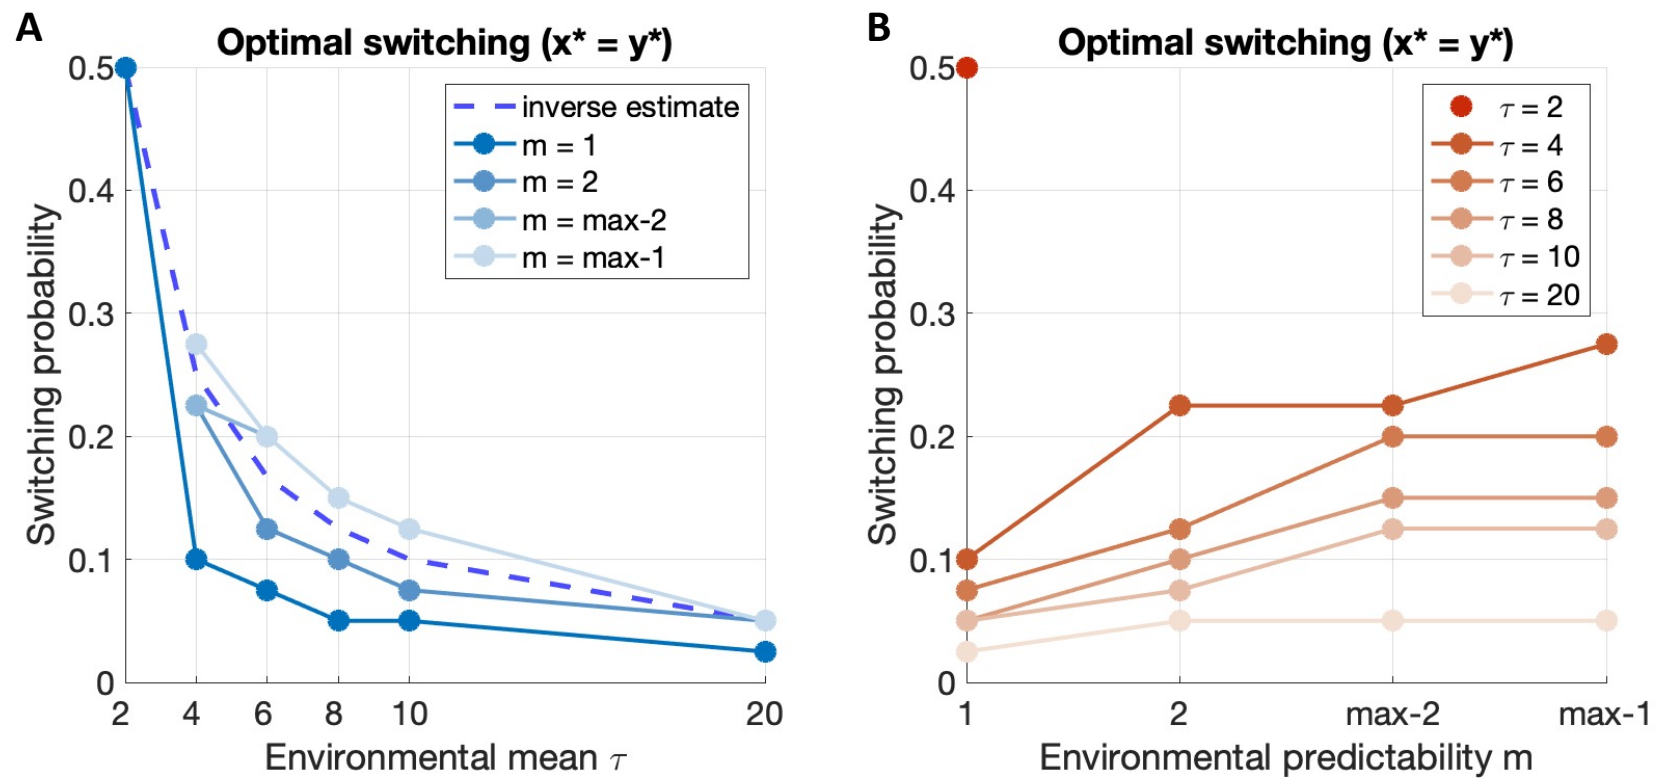 A
Optimal switching (x* = y*)
Switching probability
0.5
0.4
0.3
0.2
0.1
0
inverse estimate
m = 1
m = 2
m = max-2
m = max-1
2 4 6 8 10 20
Environmental mean τ
B
Optimal switching (x* = y*)
Switching probability
0.5
0.4
0.3
0.2
0.1
0
τ = 2
τ = 4
τ = 6
τ = 8
τ = 10
τ = 20
1 2 max-2 max-1
Environmental predictability m